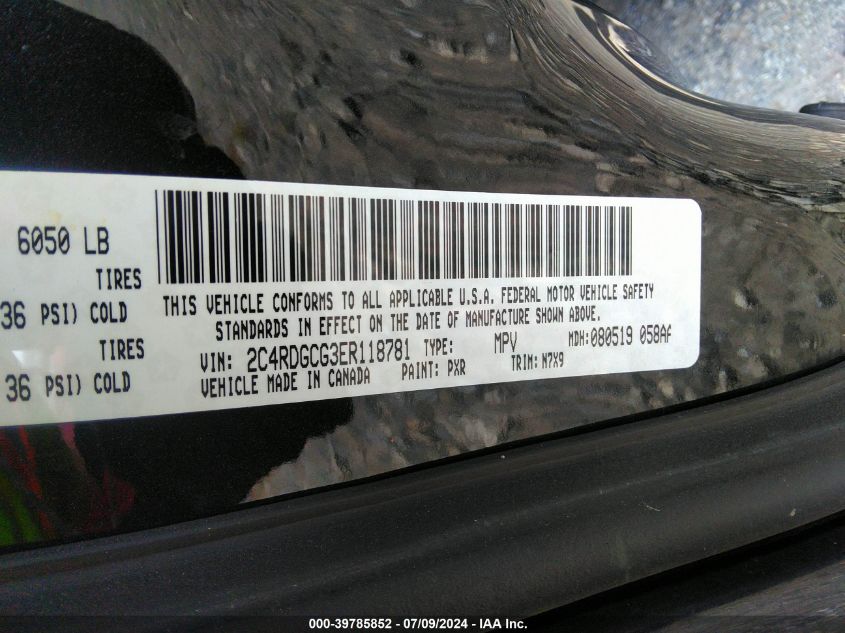 6050 LB
TIRES
36 PSI) COLD
TIRES
36 PSI) COLD
THIS VEHICLE CONFORMS TO ALL APPLICABLE U.S.A. FEDERAL MOTOR VEHICLE SAFETY
STANDARDS IN EFFECT ON THE DATE OF MANUFACTURE SHOWN ABOVE.
VIN: 2C4RDGCG3ER118781 TYPE: MPV MDH: 080519 058AF
VEHICLE MADE IN CANADA PAINT: PXR TRIM: N7X9
000-39785852 - 07/09/2024 - IAA Inc.